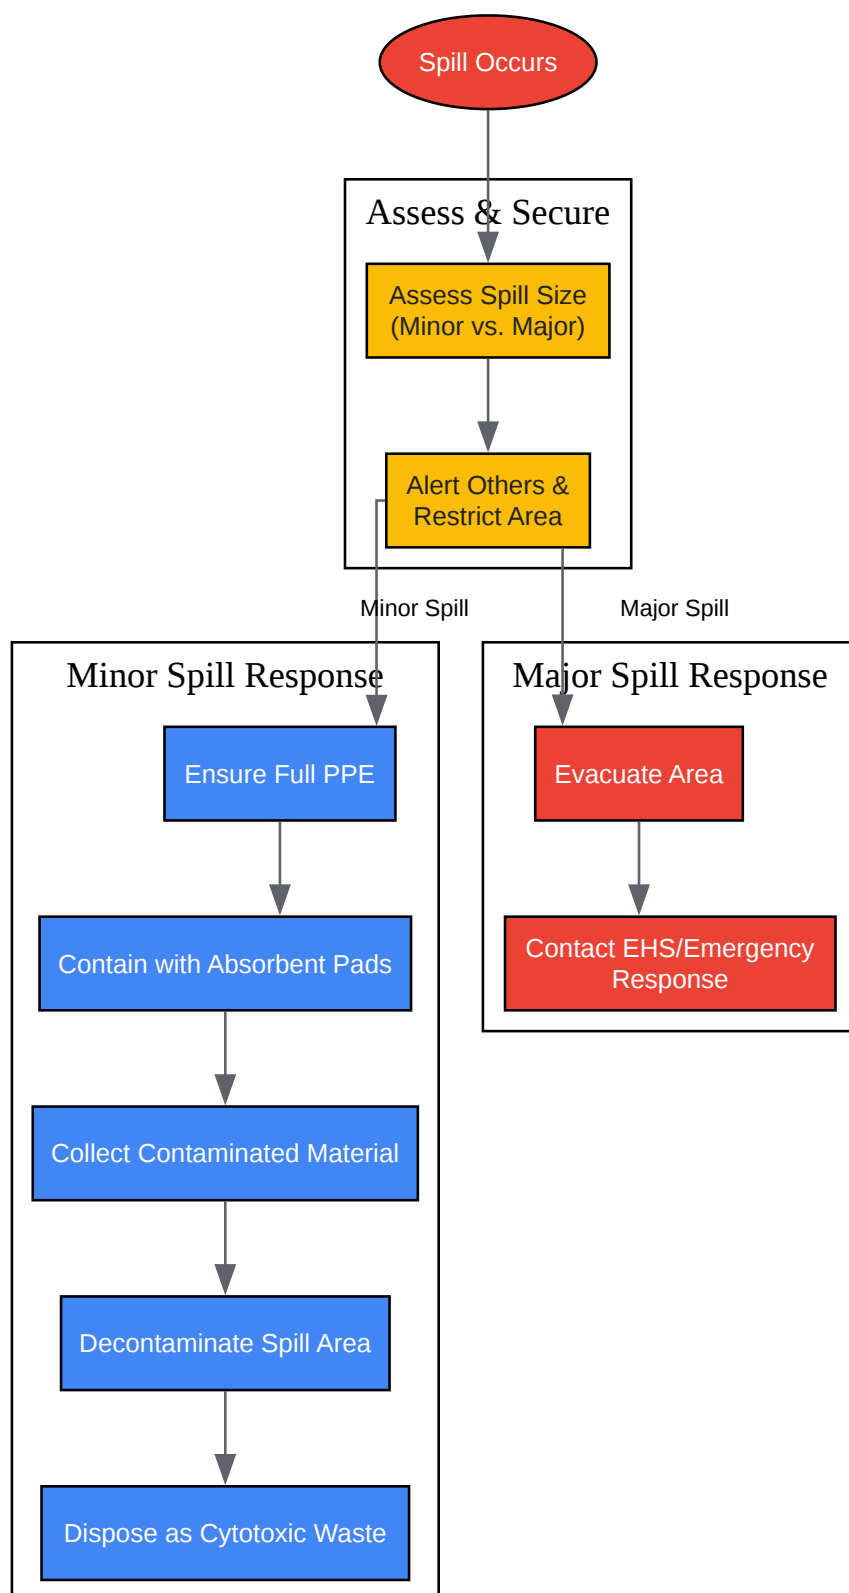 Spill Occurs
Assess & Secure
Assess Spill Size
(Minor vs. Major)
Alert Others &
Restrict Area
Minor Spill
Major Spill
Minor Spill Response
Major Spill Response
Ensure Full PPE
Evacuate Area
Contain with Absorbent Pads
Contact EHS/Emergency
Response
Collect Contaminated Material
Decontaminate Spill Area
Dispose as Cytotoxic Waste